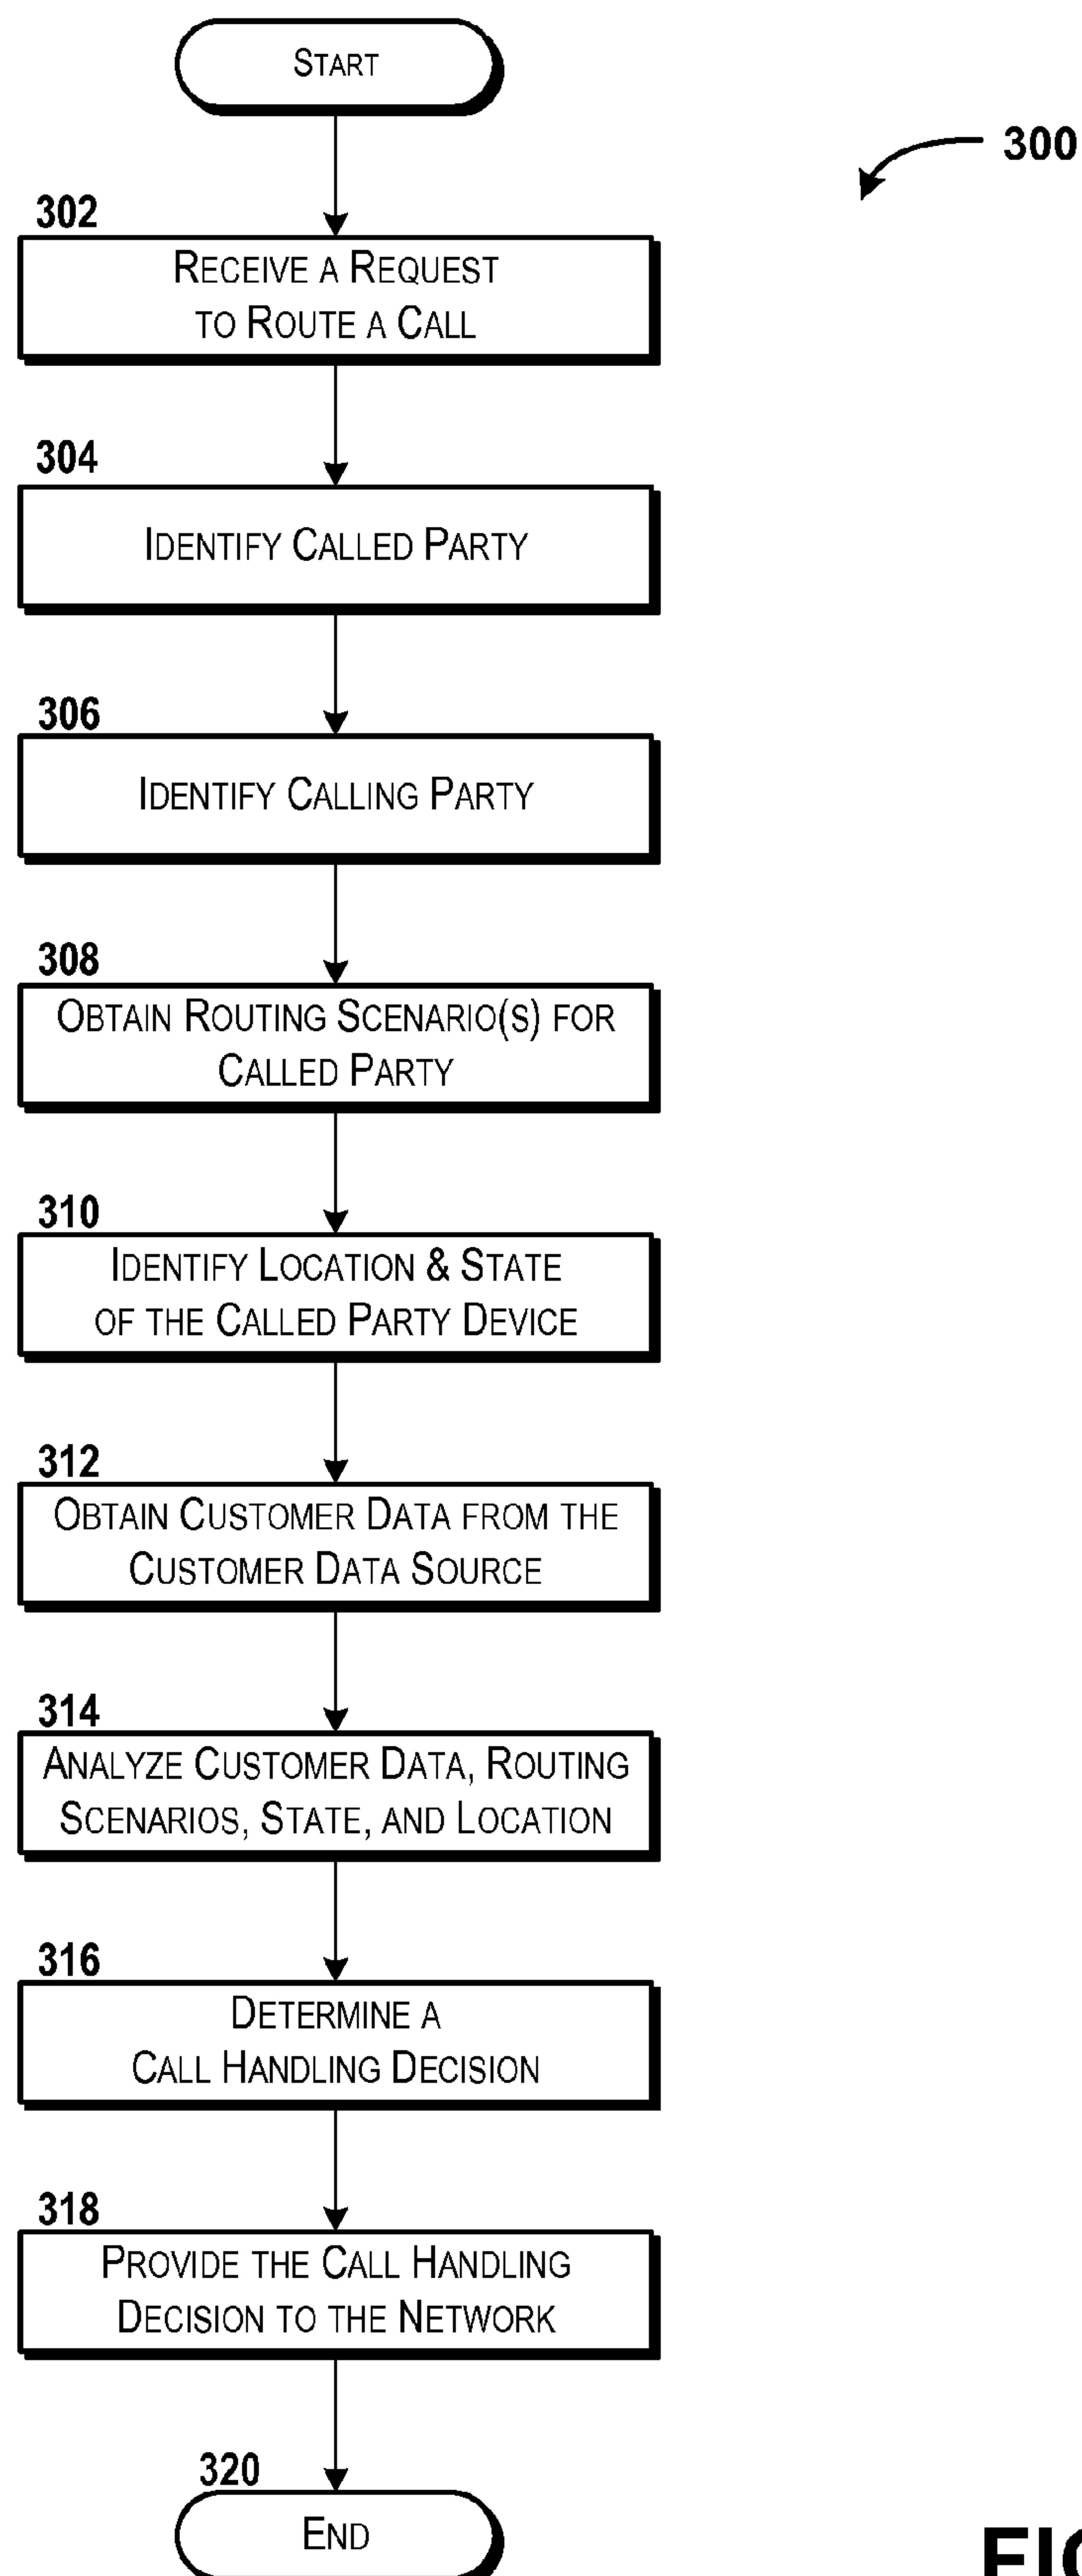 START
300
302
RECEIVE A REQUEST
TO ROUTE A CALL
304
IDENTIFY CALLED PARTY
306
IDENTIFY CALLING PARTY
308
OBTAIN ROUTING SCENARIO(S) FOR
CALLED PARTY
310
IDENTIFY LOCATION & STATE
OF THE CALLED PARTY DEVICE
312
OBTAIN CUSTOMER DATA FROM THE
CUSTOMER DATA SOURCE
314
ANALYZE CUSTOMER DATA, ROUTING
SCENARIOS, STATE, AND LOCATION
316
DETERMINE A
CALL HANDLING DECISION
318
PROVIDE THE CALL HANDLING
DECISION TO THE NETWORK
320
END